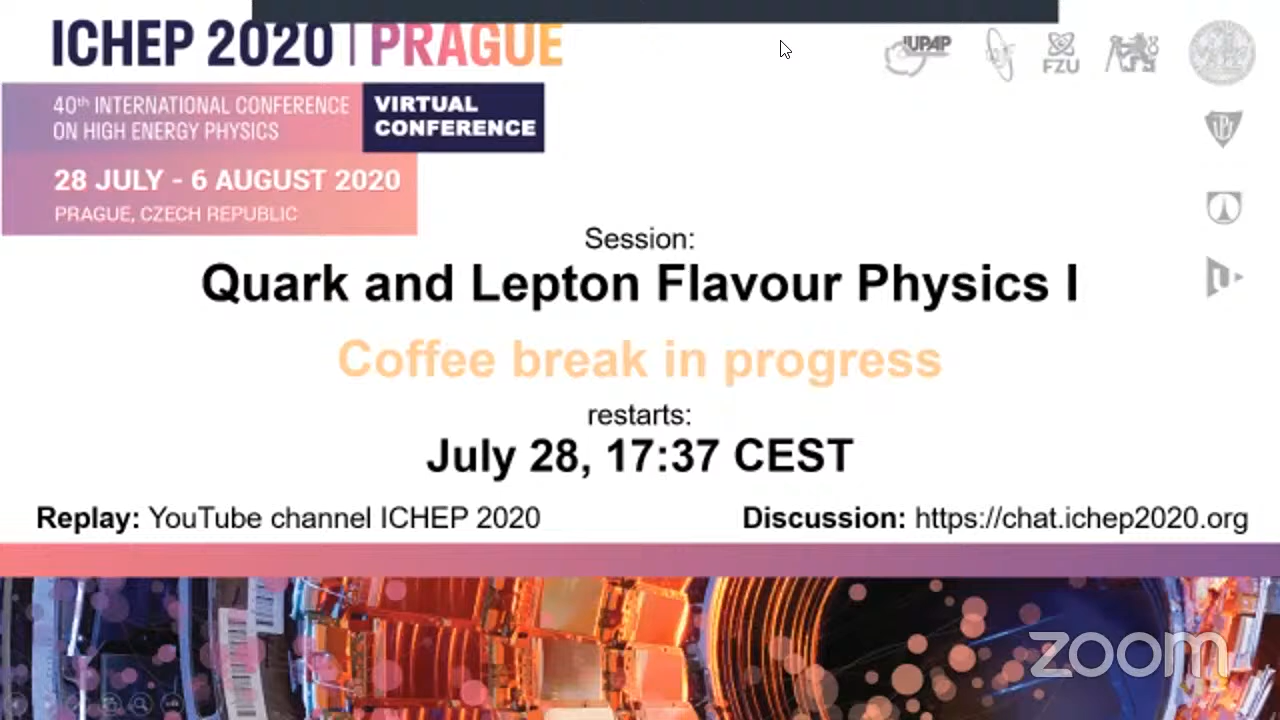 ICHEP 2020 | PRAGUE
40th INTERNATIONAL CONFERENCE
ON HIGH ENERGY PHYSICS
VIRTUAL
CONFERENCE
28 JULY - 6 AUGUST 2020
PRAGUE, CZECH REPUBLIC
IUPAP
FZU
Session:
Quark and Lepton Flavour Physics I
Coffee break in progress
restarts:
July 28, 17:37 CEST
Replay: YouTube channel ICHEP 2020
Discussion: https://chat.ichep2020.org
zoom